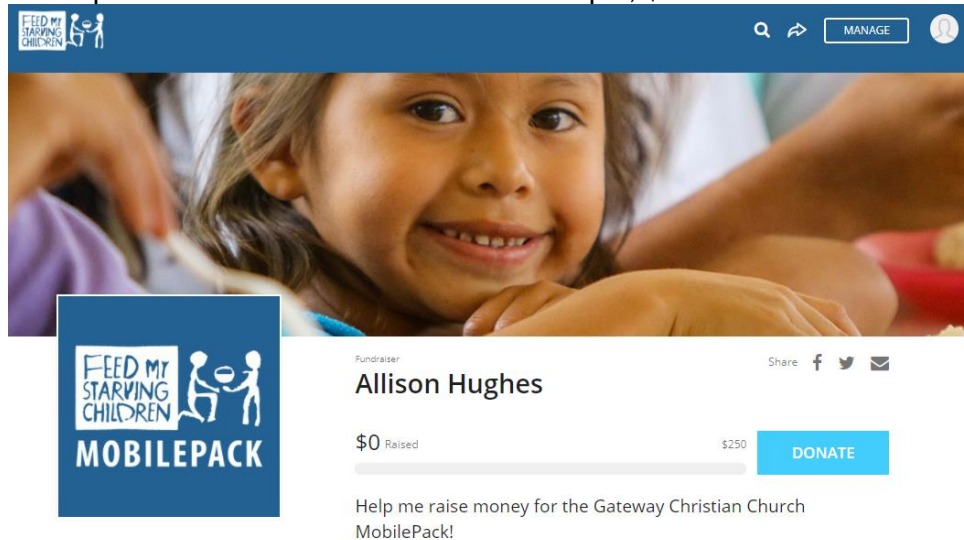 FEED MY
STARVING
CHILDREN
MANAGE
FEED MY
STARVING
CHILDREN
MOBILEPACK
Fundraiser
Share
Allison Hughes
$0 Raised
$250
DONATE
Help me raise money for the Gateway Christian Church
MobilePack!